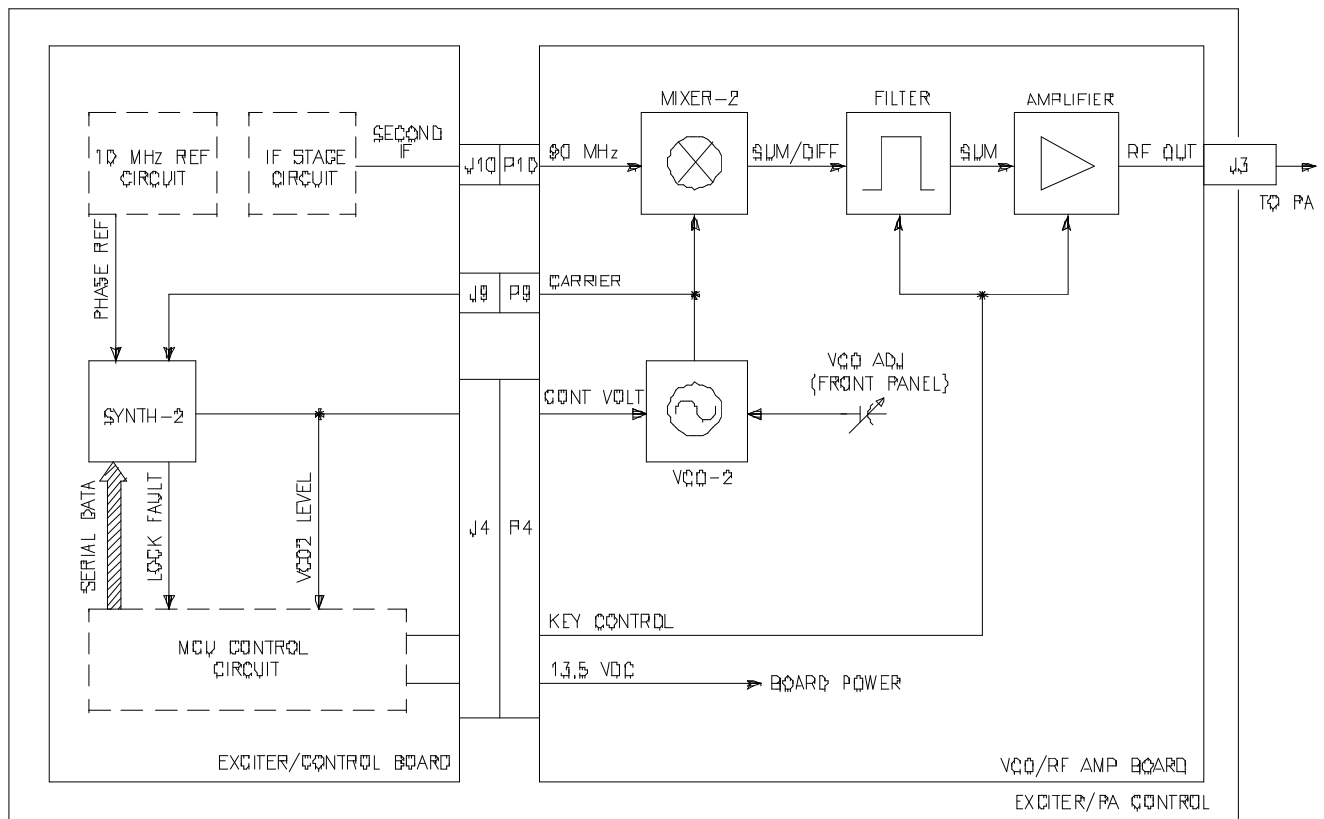 MIXER-2
FILTER
AMPLIFIER
10 MHz REF
CIRCUIT
IF STAGE
CIRCUIT
SECOND
IF
J10
P10
90 MHz
SUM/DIFF
SUM
RF OUT
J3
TO PA
PHASE REF
J9
P9
CARRIER
SYNTH-2
CONT VOLT
VCO ADJ
(FRONT PANEL)
VCO-2
SERIAL DATA
LOCK FAULT
VCO2 LEVEL
J4
P4
MCU CONTROL
CIRCUIT
KEY CONTROL
13.5 VDC
BOARD POWER
EXCITER/CONTROL BOARD
VCO/RF AMP BOARD
EXCITER/PA CONTROL